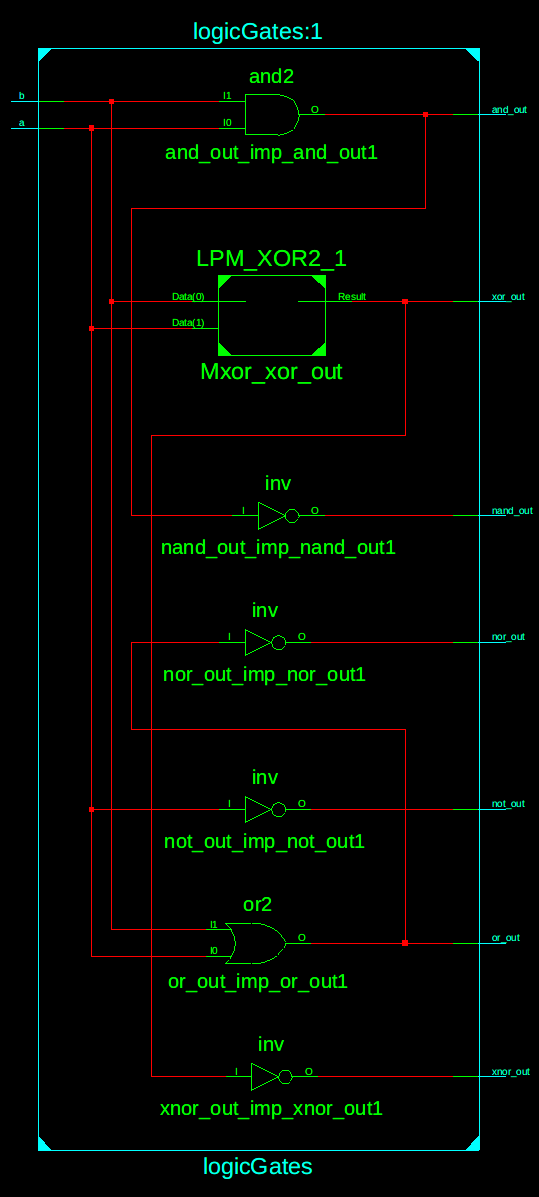 logicGates:1
and2
b
I1
O
and_out
a
I0
and_out_imp_and_out1
LPM_XOR2_1
Data(0)
Result
xor_out
Data(1)
Mxor_xor_out
inv
I
O
nand_out
nand_out_imp_nand_out1
inv
I
O
nor_out
nor_out_imp_nor_out1
inv
I
O
not_out
not_out_imp_not_out1
or2
I1
O
or_out
I0
or_out_imp_or_out1
inv
I
O
xnor_out
xnor_out_imp_xnor_out1
logicGates